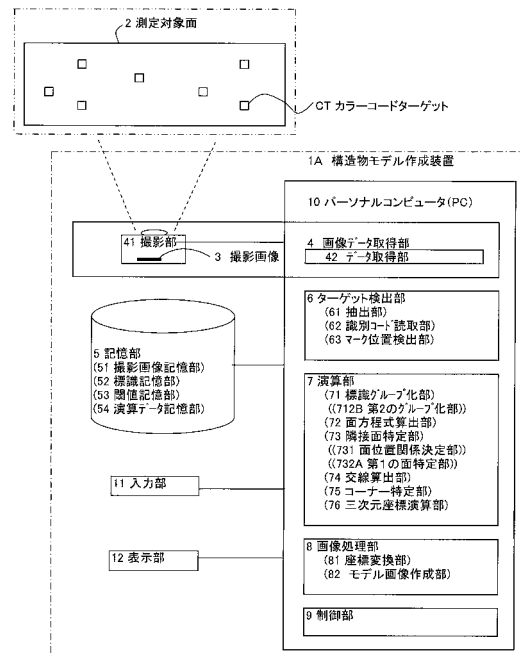 2 測定対象面
CT カラーコードターゲット
1A 構造物モデル作成装置
10 パーソナルコンピュータ(PC)
41 撮影部
3 撮影画像
4 画像データ取得部
42 データ取得部
6 ターゲット検出部
(61 抽出部)
(62 識別コード読取部)
(63 マーク位置検出部)
5 記憶部
(51 撮影画像記憶部)
(52 標識記憶部)
(53 閾値記憶部)
(54 演算データ記憶部)
7 演算部
(71 標識グループ化部)
((712B 第2のグループ化部))
(72 面方程式算出部)
(73 隣接面特定部)
((731 面位置関係決定部))
((732A 第1の面特定部))
(74 交線算出部)
(75 コーナー特定部)
(76 三次元座標演算部)
11 入力部
12 表示部
8 画像処理部
(81 座標変換部)
(82 モデル画像作成部)
9 制御部